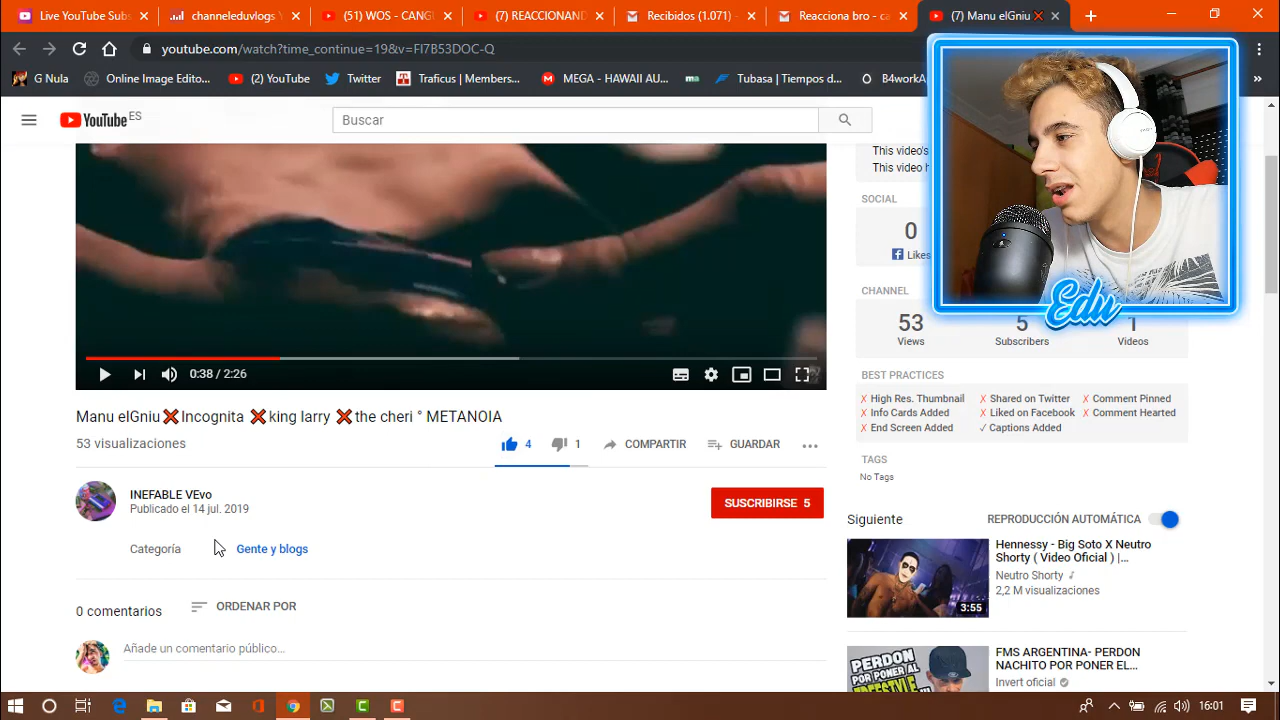 Live YouTube Subs
channeleduvlogs
(51) WOS - CANGU
(7) REACCIONAND
Recibidos (1.071) -
Reacciona bro - ca
(7) Manu elGniu❌
youtube.com/watch?time_continue=19&v=FI7B53DOC-Q
G Nula
Online Image Edito...
(2) YouTube
Twitter
Traficus | Members...
MEGA - HAWAII AU...
Tubasa | Tiempos d...
B4workA
»
YouTube ES
Buscar
This video's
This video h
SOCIAL
0
Likes
CHANNEL
53
Views
5
Subscribers
1
Videos
Edu
BEST PRACTICES
X High Res. Thumbnail X Shared on Twitter X Comment Pinned
X Info Cards Added X Liked on Facebook X Comment Hearted
X End Screen Added ✓ Captions Added
TAGS
No Tags
0:38 / 2:26
Manu elGniu❌Incognita ❌king larry ❌the cheri ° METANOIA
53 visualizaciones
4
1
COMPARTIR
GUARDAR
INEFABLE VEvo
Publicado el 14 jul. 2019
SUSCRIBIRSE 5
Categoría
Gente y blogs
0 comentarios
ORDENAR POR
Añade un comentario público...
Siguiente
REPRODUCCIÓN AUTOMÁTICA
Hennessy - Big Soto X Neutro
Shorty ( Video Oficial ) |...
Neutro Shorty
2,2 M visualizaciones
3:55
PERDON
POR PONER EL
FREESTYLE
FMS ARGENTINA- PERDON
NACHITO POR PONER EL...
Invert oficial
16:01